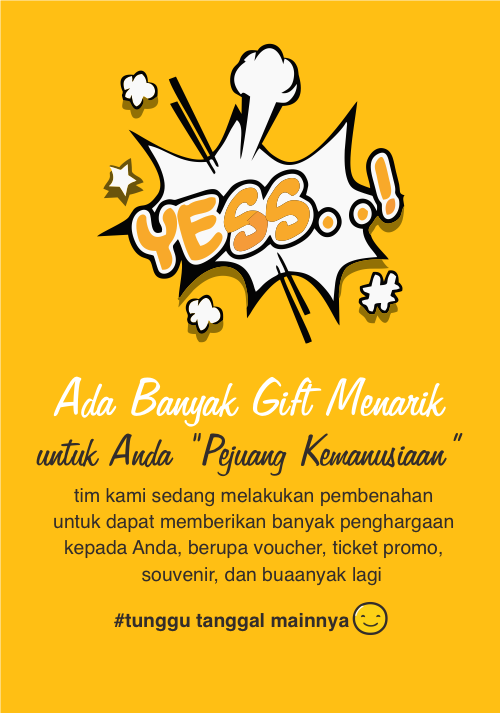 YESS..!
Ada Banyak Gift Menarik
untuk Anda "Pejuang Kemanusiaan"
tim kami sedang melakukan pembenahan
untuk dapat memberikan banyak penghargaan
kepada Anda, berupa voucher, ticket promo,
souvenir, dan buaanyak lagi
#tunggu tanggal mainnya